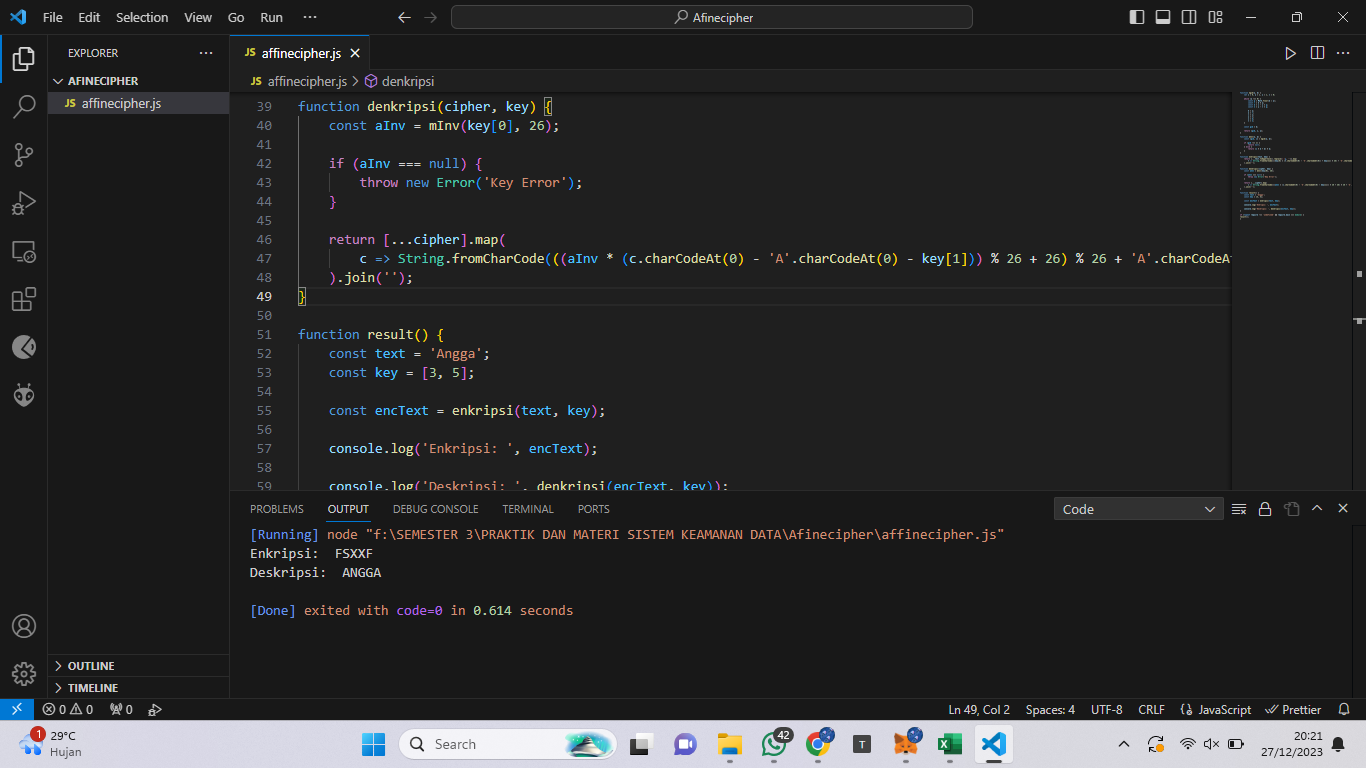 File Edit Selection View Go Run ··· Afinecipher
EXPLORER ···
AFINECIPHER
JS affinecipher.js
OUTLINE
TIMELINE
JS affinecipher.js
JS affinecipher.js > denkripsi
39 function denkripsi(cipher, key) {
40 const aInv = mInv(key[0], 26);
41
42 if (aInv === null) {
43 throw new Error('Key Error');
44 }
45
46 return [...cipher].map(
47 c => String.fromCharCode(((aInv * (c.charCodeAt(0) - 'A'.charCodeAt(0) - key[1])) % 26 + 26) % 26 + 'A'.charCodeA
48 ).join('');
49 }
50
51 function result() {
52 const text = 'Angga';
53 const key = [3, 5];
54
55 const encText = enkripsi(text, key);
56
57 console.log('Enkripsi: ', encText);
58
59 console.log('Deskripsi: ', denkripsi(encText, key));
PROBLEMS OUTPUT DEBUG CONSOLE TERMINAL PORTS Code
[Running] node "f:\SEMESTER 3\PRAKTIK DAN MATERI SISTEM KEAMANAN DATA\Afinecipher\affinecipher.js"
Enkripsi:  FSXXF
Deskripsi:  ANGGA
[Done] exited with code=0 in 0.614 seconds
0 0 0 Ln 49, Col 2 Spaces: 4 UTF-8 CRLF {} JavaScript Prettier
1 29°C
Hujan
Search
42
T
20:21
27/12/2023